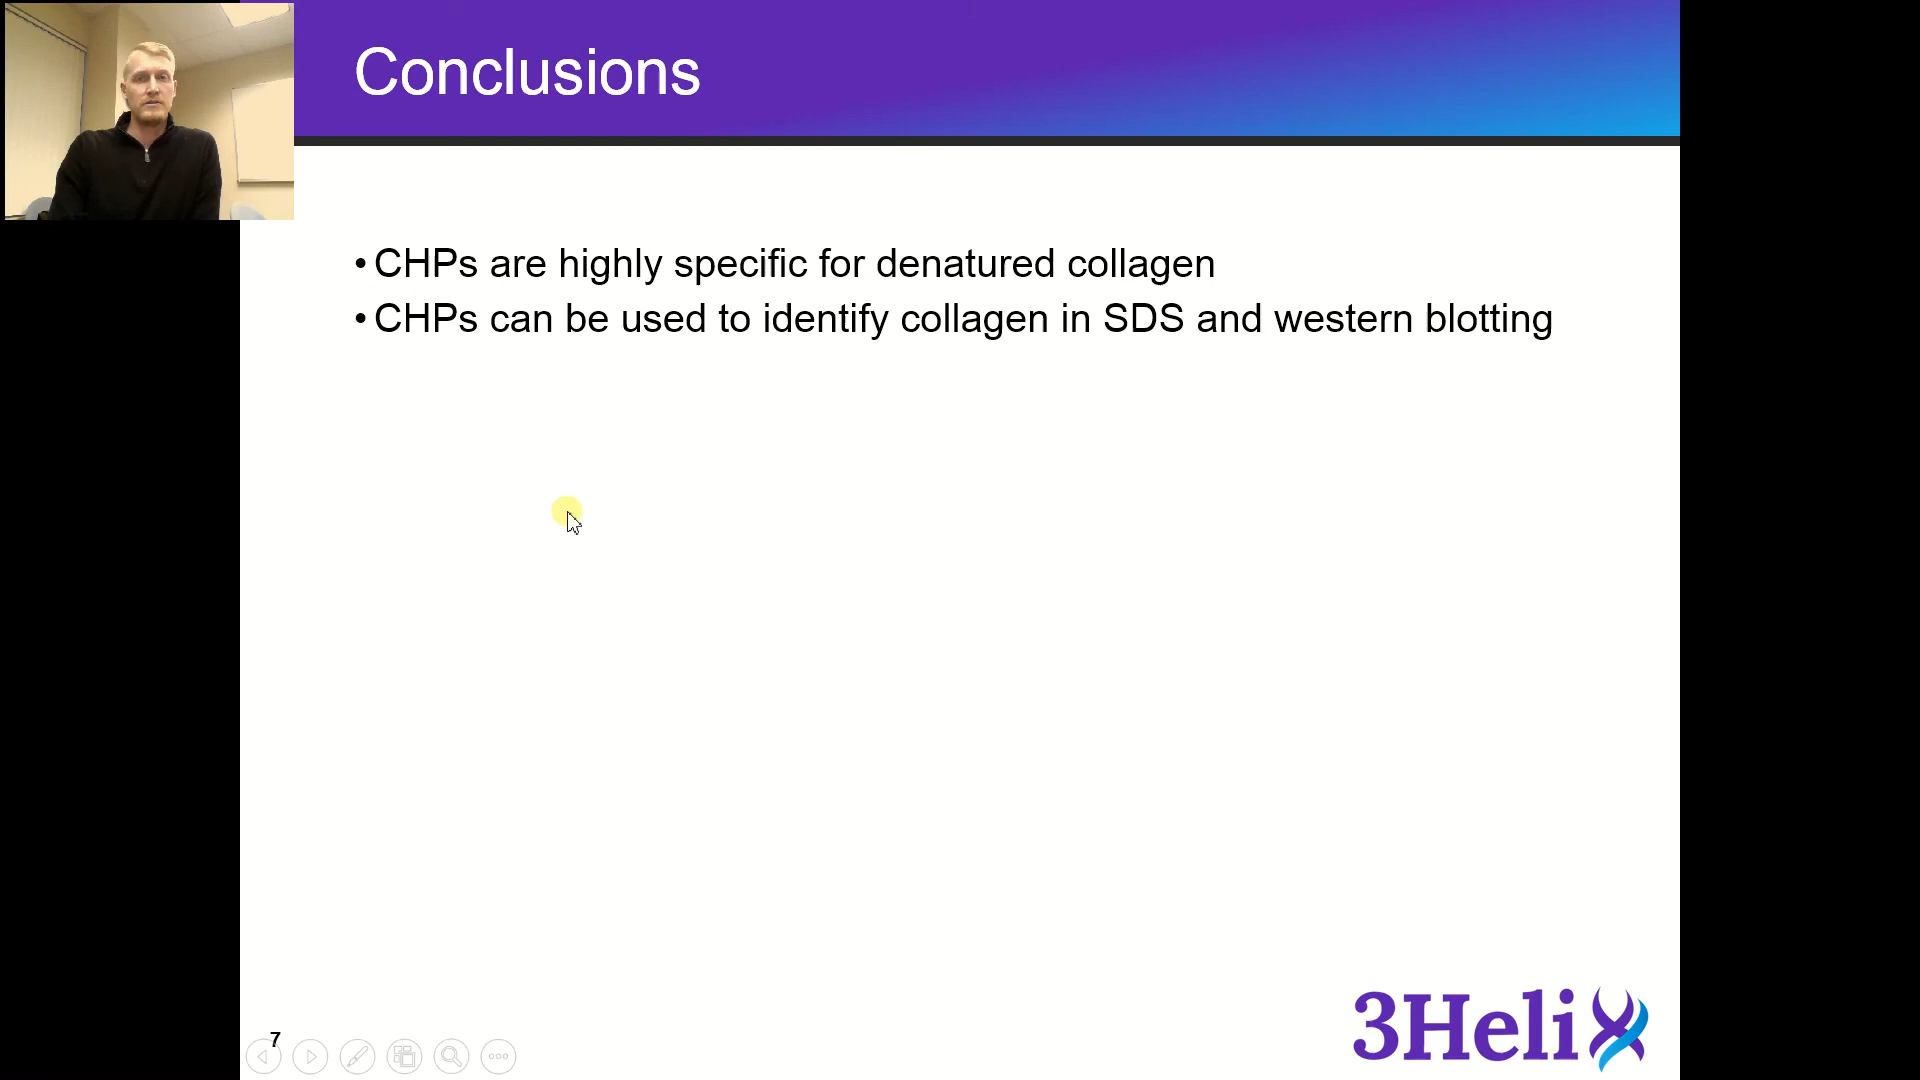 Conclusions
• CHPs are highly specific for denatured collagen
• CHPs can be used to identify collagen in SDS and western blotting
7
3Helix